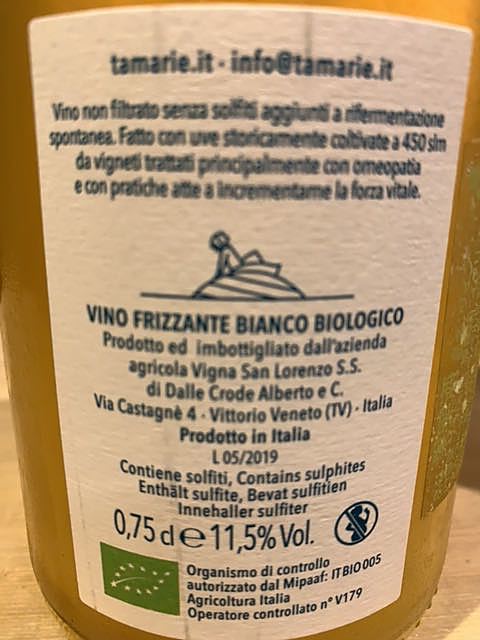 tamarie.it · info@tamarie.it
Vino non filtrato senza solfiti aggiunti a rifermentazione
spontanea. Fatto con uve storicamente coltivate a 450 slm
da vigneti trattati principalmente con omeopatia
e con pratiche atte a incrementarne la forza vitale.
VINO FRIZZANTE BIANCO BIOLOGICO
Prodotto ed imbottigliato dall'azienda
agricola Vigna San Lorenzo S.S.
di Dalle Crode Alberto e C.
Via Castagnè 4 - Vittorio Veneto (TV) - Italia
Prodotto in Italia
L 05/2019
Contiene solfiti, Contains sulphites
Enthält sulfite, Bevat sulfitien
Innehaller sulfiter
0,75 d e 11,5% Vol.
Organismo di controllo
autorizzato dal Mipaaf: IT BIO 005
Agricoltura Italia
Operatore controllato n° V179